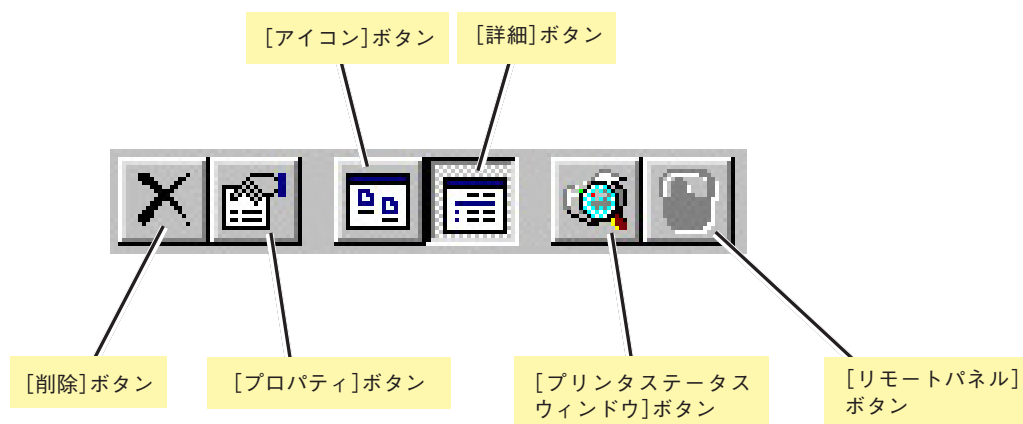 [アイコン]ボタン
[詳細]ボタン
[削除]ボタン
[プロパティ]ボタン
[プリンタステータス
ウィンドウ]ボタン
[リモートパネル]
ボタン